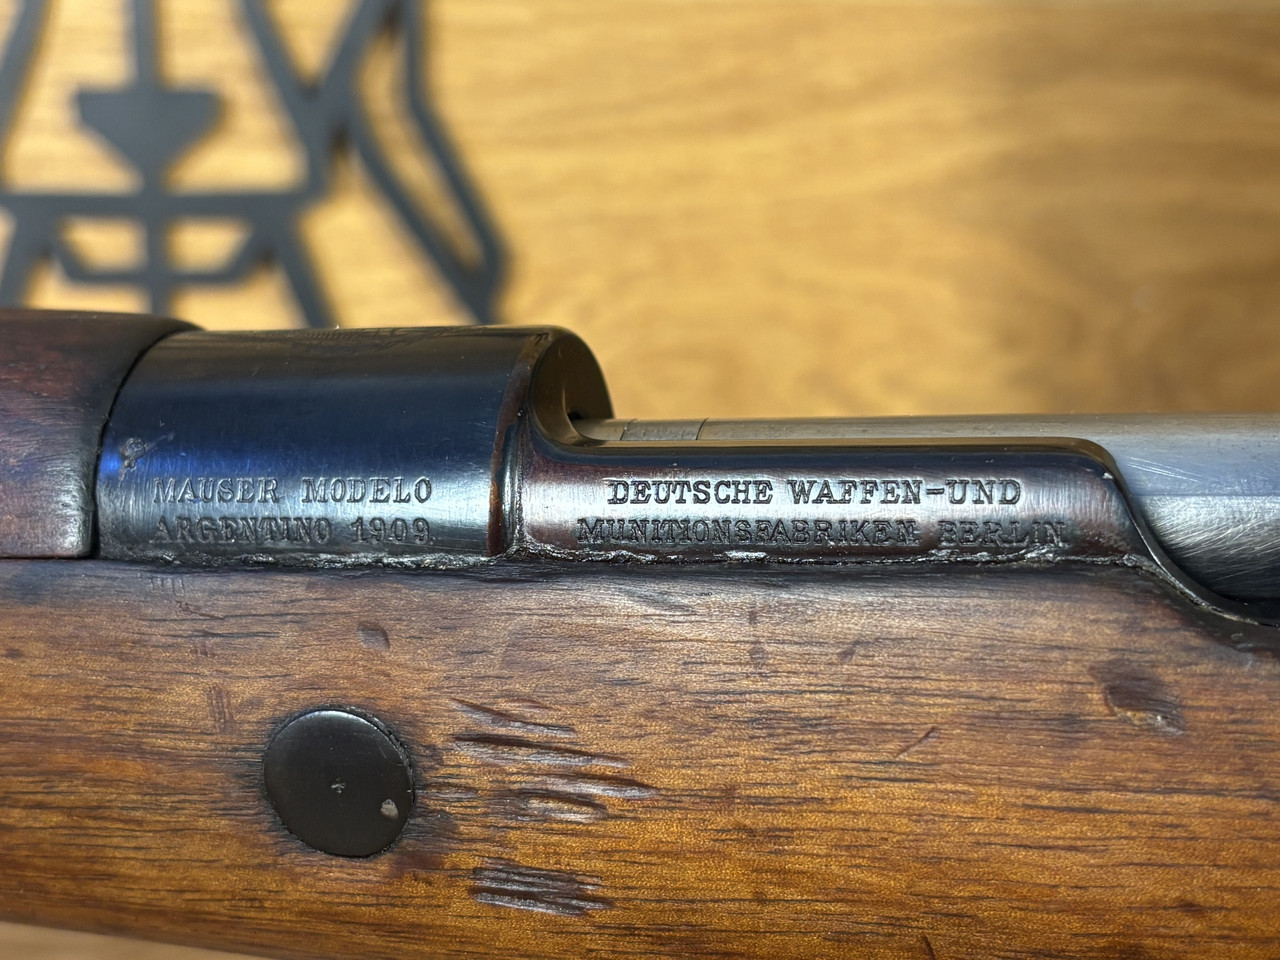 MAUSER MODELO
ARGENTINO 1909
DEUTSCHE WAFFEN-UND
MUNITIONSFABRIKEN BERLIN